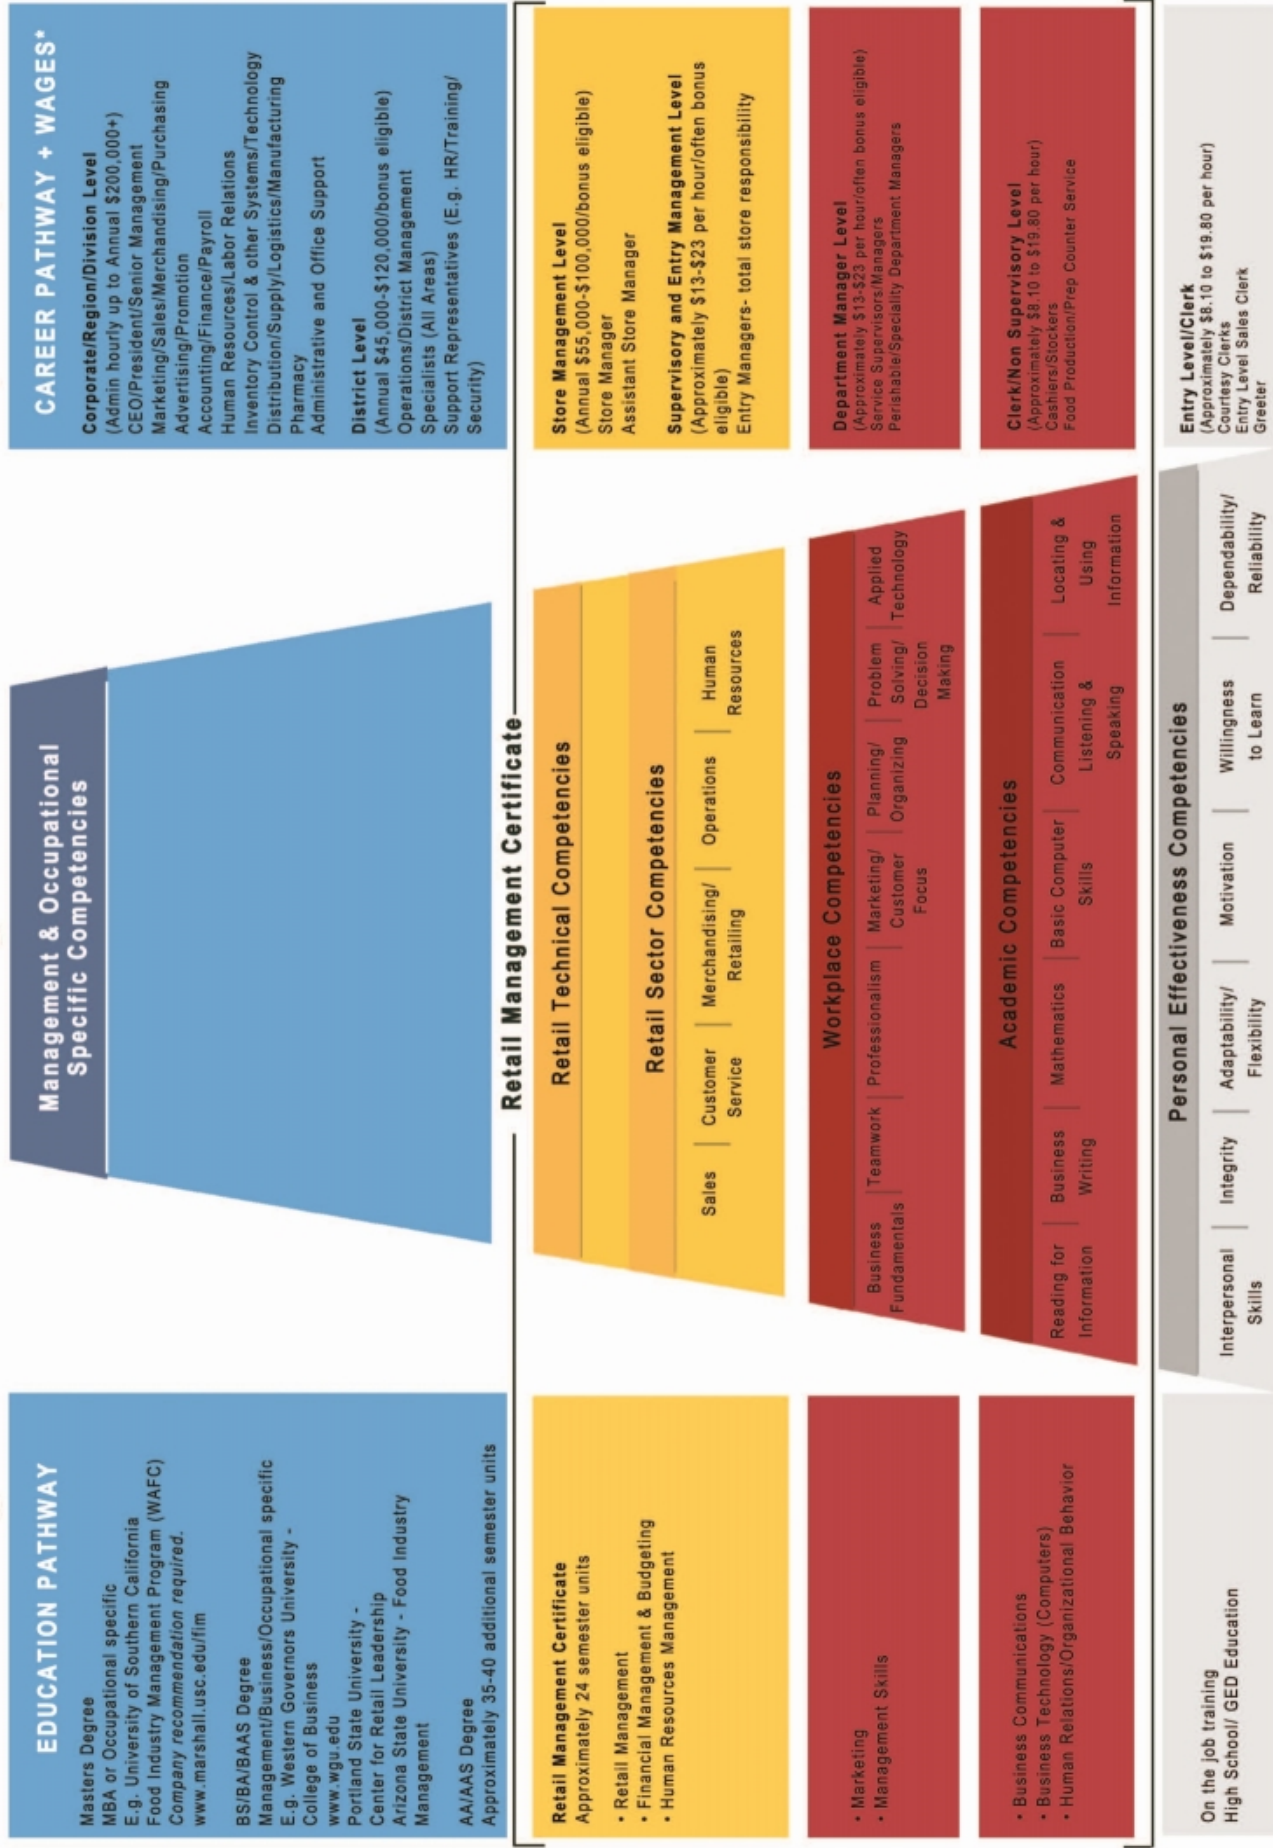 EDUCATION PATHWAY
Masters Degree
MBA or Occupational specific
E.g. University of Southern California
Food Industry Management Program (WAFC)
Company recommendation required.
www.marshall.usc.edu/fim
BS/BA/BAAS Degree
Management/Business/Occupational specific
E.g. Western Governors University -
College of Business
www.wgu.edu
Portland State University -
Center for Retail Leadership
Arizona State University - Food Industry
Management
AA/AAS Degree
Approximately 35-40 additional semester units
Management & Occupational
Specific Competencies
CAREER PATHWAY + WAGES*
Corporate/Region/Division Level
(Admin hourly up to Annual $200,000+)
CEO/President/Senior Management
Marketing/Sales/Merchandising/Purchasing
Advertising/Promotion
Accounting/Finance/Payroll
Human Resources/Labor Relations
Inventory Control & other Systems/Technology
Distribution/Supply/Logistics/Manufacturing
Pharmacy
Administrative and Office Support
District Level
(Annual $45,000-$120,000/bonus eligible)
Operations/District Management
Specialists (All Areas)
Support Representatives (E.g. HR/Training/
Security)
Retail Management Certificate
Retail Management Certificate
Approximately 24 semester units
• Retail Management
• Financial Management & Budgeting
• Human Resources Management
Retail Technical Competencies
Retail Sector Competencies
Sales | Customer Service | Merchandising/ Retailing | Operations | Human Resources
Store Management Level
(Annual $55,000-$100,000/bonus eligible)
Store Manager
Assistant Store Manager
Supervisory and Entry Management Level
(Approximately $13-$23 per hour/often bonus
eligible)
Entry Managers- total store responsibility
• Marketing
• Management Skills
Workplace Competencies
Business Fundamentals | Teamwork | Professionalism | Marketing/ Customer Focus | Planning/ Organizing | Problem Solving/ Decision Making | Applied Technology
Department Manager Level
(Approximately $13-$23 per hour/often bonus eligible)
Service Supervisors/Managers
Perishable/Speciality Department Managers
• Business Communications
• Business Technology (Computers)
• Human Relations/Organizational Behavior
Academic Competencies
Reading for Information | Business Writing | Mathematics | Basic Computer Skills | Communication Listening & Speaking | Locating & Using Information
Clerk/Non Supervisory Level
(Approximately $8.10 to $19.80 per hour)
Cashiers/Stockers
Food Production/Prep Counter Service
On the job training
High School/ GED Education
Personal Effectiveness Competencies
Interpersonal Skills | Integrity | Adaptability/ Flexibility | Motivation | Willingness to Learn | Dependability/ Reliability
Entry Level/Clerk
(Approximately $8.10 to $19.80 per hour)
Courtesy Clerks
Entry Level Sales Clerk
Greeter